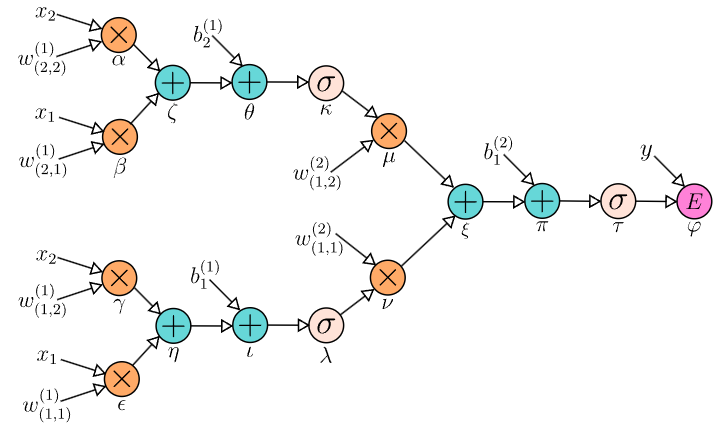 x₂
×
α
w⁽¹⁾₍₂,₂₎
b⁽¹⁾₂
+
ζ
+
θ
σ
κ
x₁
w⁽¹⁾₍₂,₁₎
×
β
×
μ
w⁽²⁾₍₁,₂₎
b⁽²⁾₁
y
+
ξ
+
π
σ
τ
E
φ
w⁽²⁾₍₁,₁₎
x₂
w⁽¹⁾₍₁,₂₎
×
γ
b⁽¹⁾₁
×
ν
+
η
+
ι
σ
λ
x₁
w⁽¹⁾₍₁,₁₎
×
ϵ